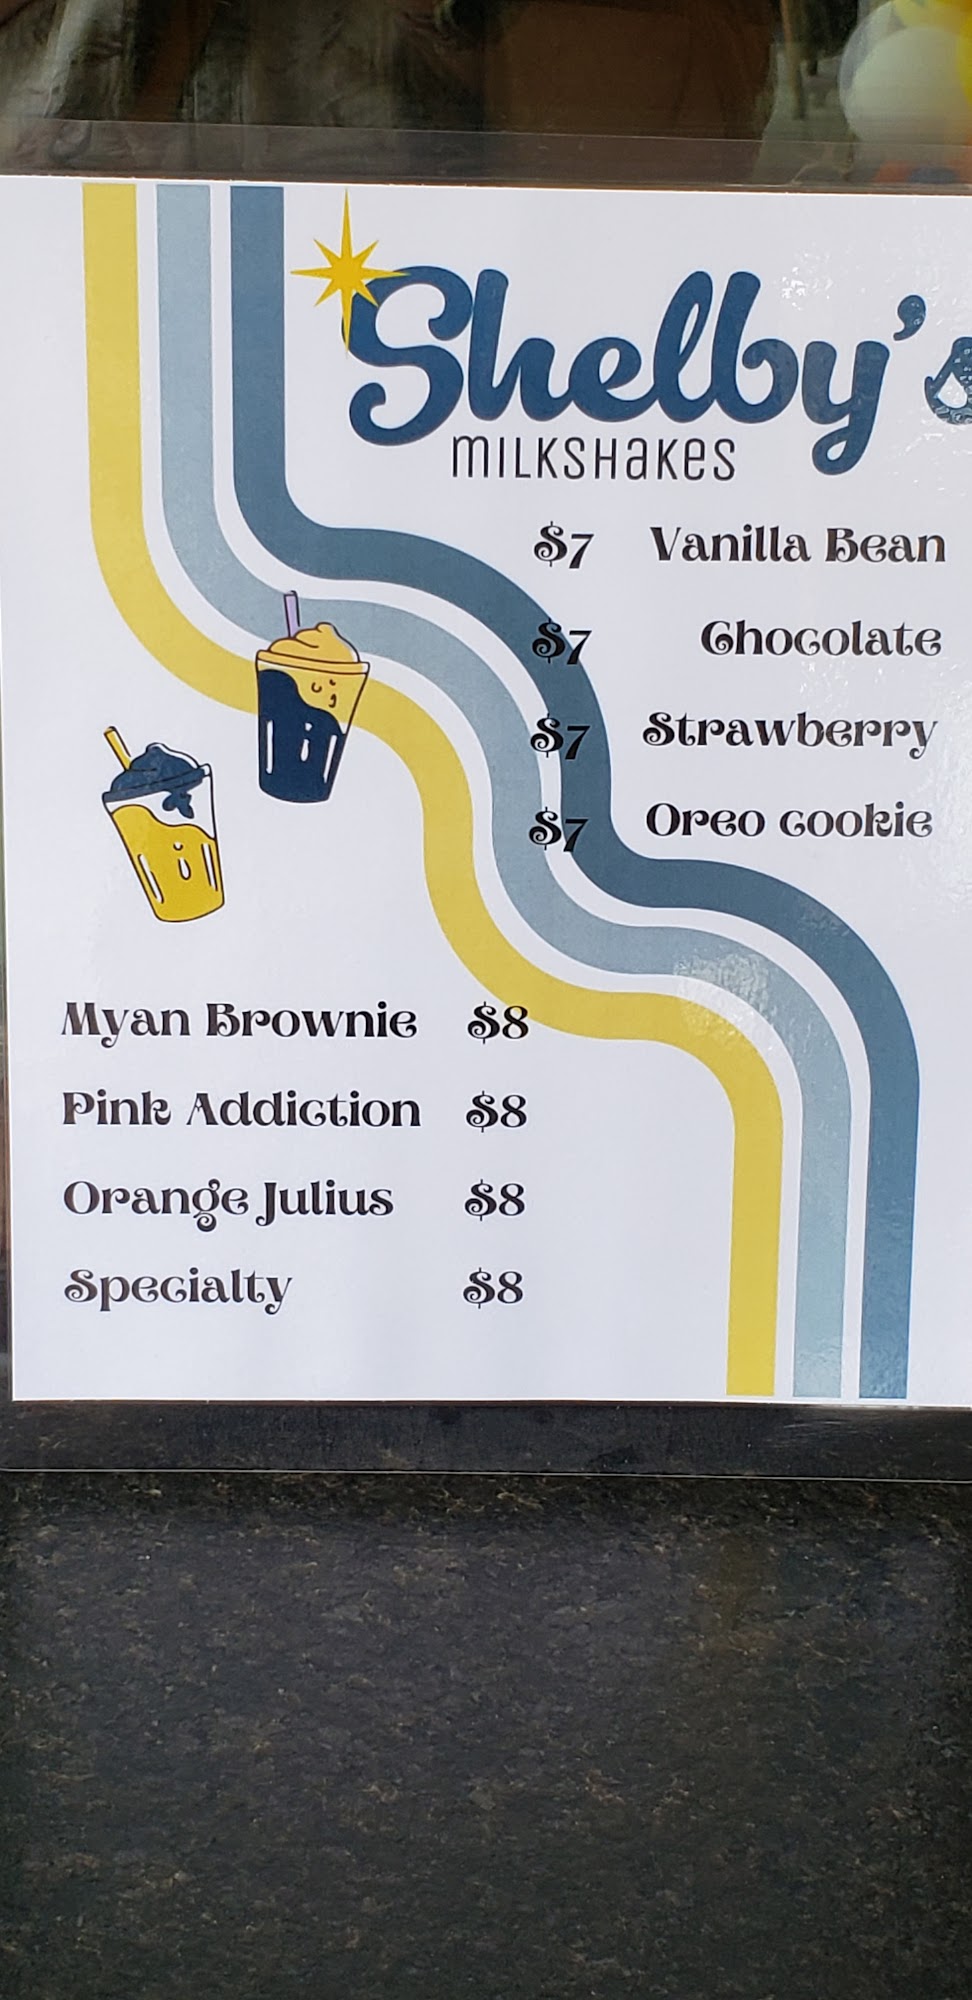 Shelby's
MILKSHAKES
$7 Vanilla Bean
$7 Chocolate
$7 Strawberry
$7 Oreo cookie
Myan Brownie $8
Pink Addiction $8
Orange Julius $8
Specialty $8